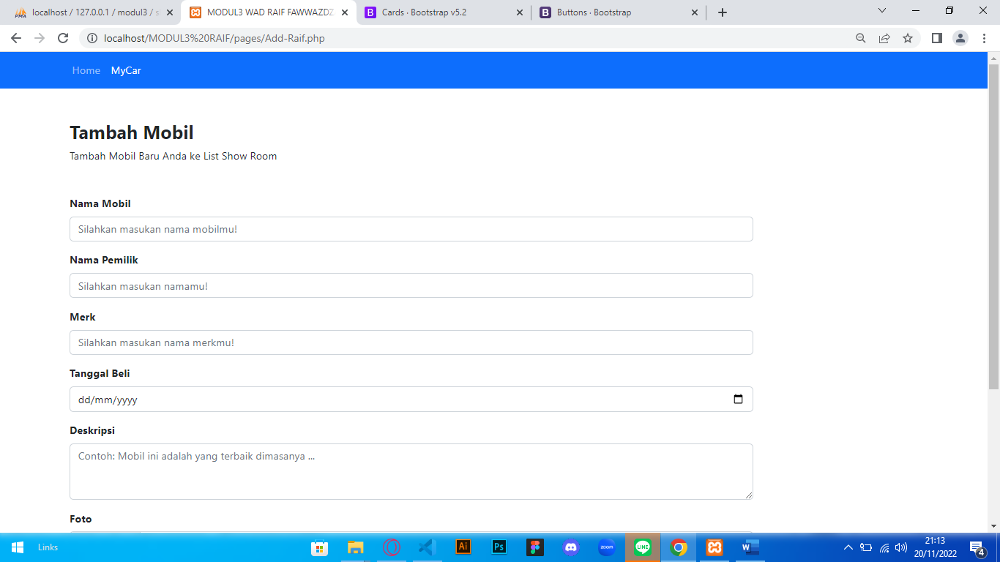 localhost / 127.0.0.1 / modul3 / s
MODUL3 WAD RAIF FAWWAZDZ
Cards · Bootstrap v5.2
Buttons · Bootstrap
localhost/MODUL3%20RAIF/pages/Add-Raif.php
Home MyCar
Tambah Mobil
Tambah Mobil Baru Anda ke List Show Room
Nama Mobil
Silahkan masukan nama mobilmu!
Nama Pemilik
Silahkan masukan namamu!
Merk
Silahkan masukan nama merkmu!
Tanggal Beli
dd/mm/yyyy
Deskripsi
Contoh: Mobil ini adalah yang terbaik dimasanya ...
Foto
Links
Ai
Ps
zoom
LINE
W
21:13
20/11/2022
4